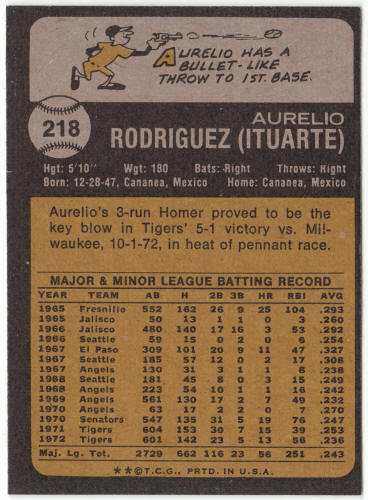 AURELIO HAS A
BULLET-LIKE
THROW TO 1ST. BASE.
218
AURELIO
RODRIGUEZ (ITUARTE)
Hgt: 5'10" Wgt: 180 Bats: Right Throws: Right
Born: 12-28-47, Cananea, Mexico Home: Cananea, Mexico
Aurelio's 3-run Homer proved to be the
key blow in Tigers' 5-1 victory vs. Mil-
waukee, 10-1-72, in heat of pennant race.
MAJOR & MINOR LEAGUE BATTING RECORD
YEAR TEAM AB H 2B 3B HR RBI AVG
1965 Fresnillo 552 162 26 9 25 104 .293
1965 Jalisco 50 13 1 1 0 3 .260
1966 Jalisco 480 140 17 16 3 53 .292
1966 Seattle 59 15 0 2 0 6 .254
1967 El Paso 309 101 20 9 11 47 .327
1967 Seattle 185 57 12 0 2 17 .308
1967 Angels 130 31 3 1 1 8 .238
1968 Seattle 181 45 8 0 3 15 .249
1968 Angels 223 54 10 1 1 16 .242
1969 Angels 561 130 17 2 7 49 .232
1970 Angels 63 17 2 2 0 7 .270
1970 Senators 547 135 31 5 19 76 .247
1971 Tigers 604 153 30 7 15 39 .253
1972 Tigers 601 142 23 5 13 56 .236
Maj. Lg. Tot. 2729 662 116 23 56 251 .243
**©T.C.G., PRTD. IN U.S.A.